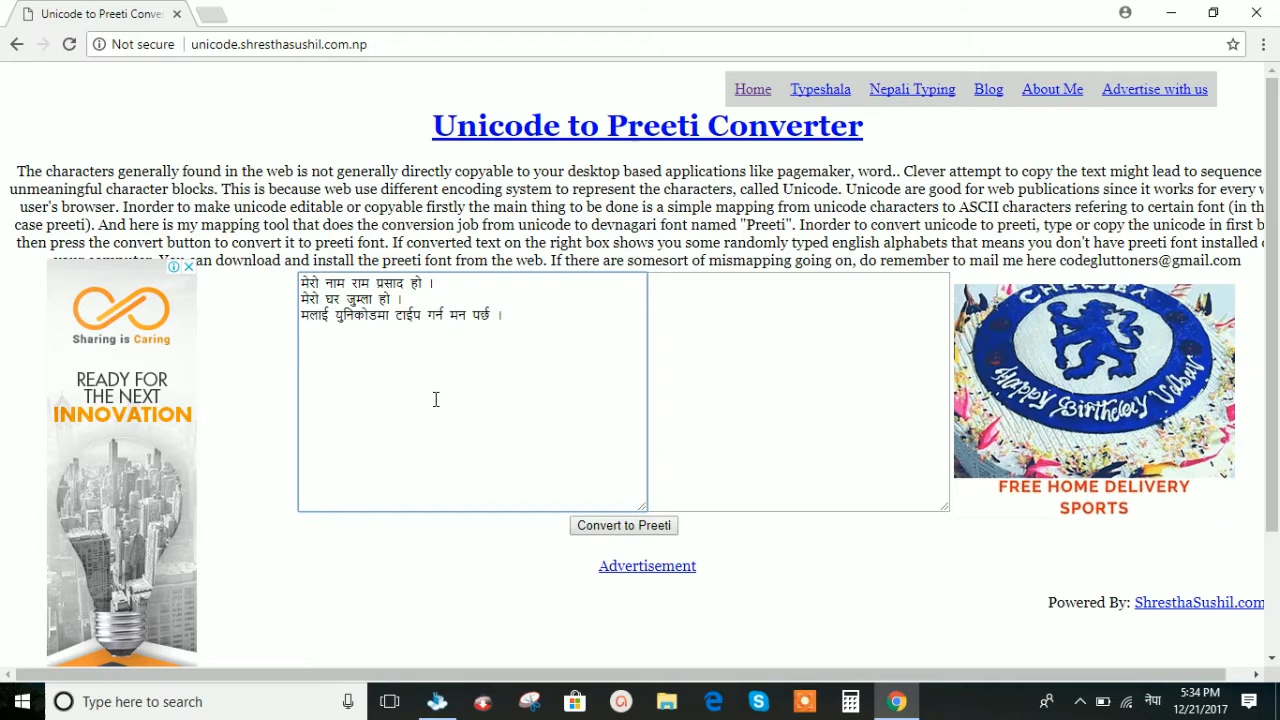 Unicode to Preeti Conve
Not secure
unicode.shresthasushil.com.np
Home Typeshala Nepali Typing Blog About Me Advertise with us
Unicode to Preeti Converter
The characters generally found in the web is not generally directly copyable to your desktop based applications like pagemaker, word.. Clever attempt to copy the text might lead to sequence
unmeaningful character blocks. This is because web use different encoding system to represent the characters, called Unicode. Unicode are good for web publications since it works for every
user's browser. Inorder to make unicode editable or copyable firstly the main thing to be done is a simple mapping from unicode characters to ASCII characters refering to certain font (in th
case preeti). And here is my mapping tool that does the conversion job from unicode to devnagari font named "Preeti". Inorder to convert unicode to preeti, type or copy the unicode in first b
then press the convert button to convert it to preeti font. If converted text on the right box shows you some randomly typed english alphabets that means you don't have preeti font installed
can download and install the preeti font from the web. If there are somesort of mismapping going on, do remember to mail me here codegluttoners@gmail.com
Sharing is Caring
READY FOR
THE NEXT
INNOVATION
मेरो नाम राम प्रसाद हो ।
मेरो घर जुम्ला हो ।
मलाई युनिकोडमा टाईप गर्न मन पर्छ ।
CHELSEA
Happy Birthday
FREE HOME DELIVERY
SPORTS
Convert to Preeti
Advertisement
Powered By: ShresthaSushil.com
Type here to search
नेपा
5:34 PM
12/21/2017